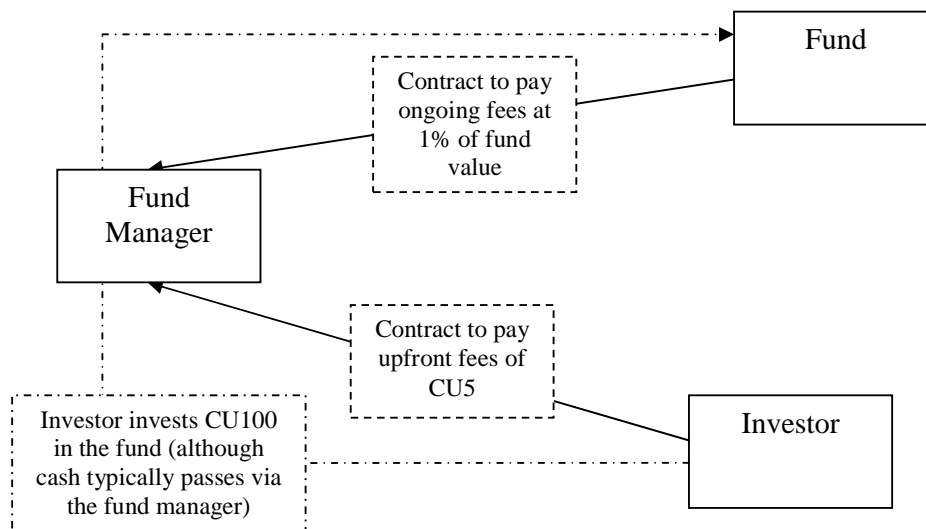 Fund
Contract to pay
ongoing fees at
1% of fund
value
Fund
Manager
Contract to pay
upfront fees of
CU5
Investor invests CU100
in the fund (although
cash typically passes via
the fund manager)
Investor